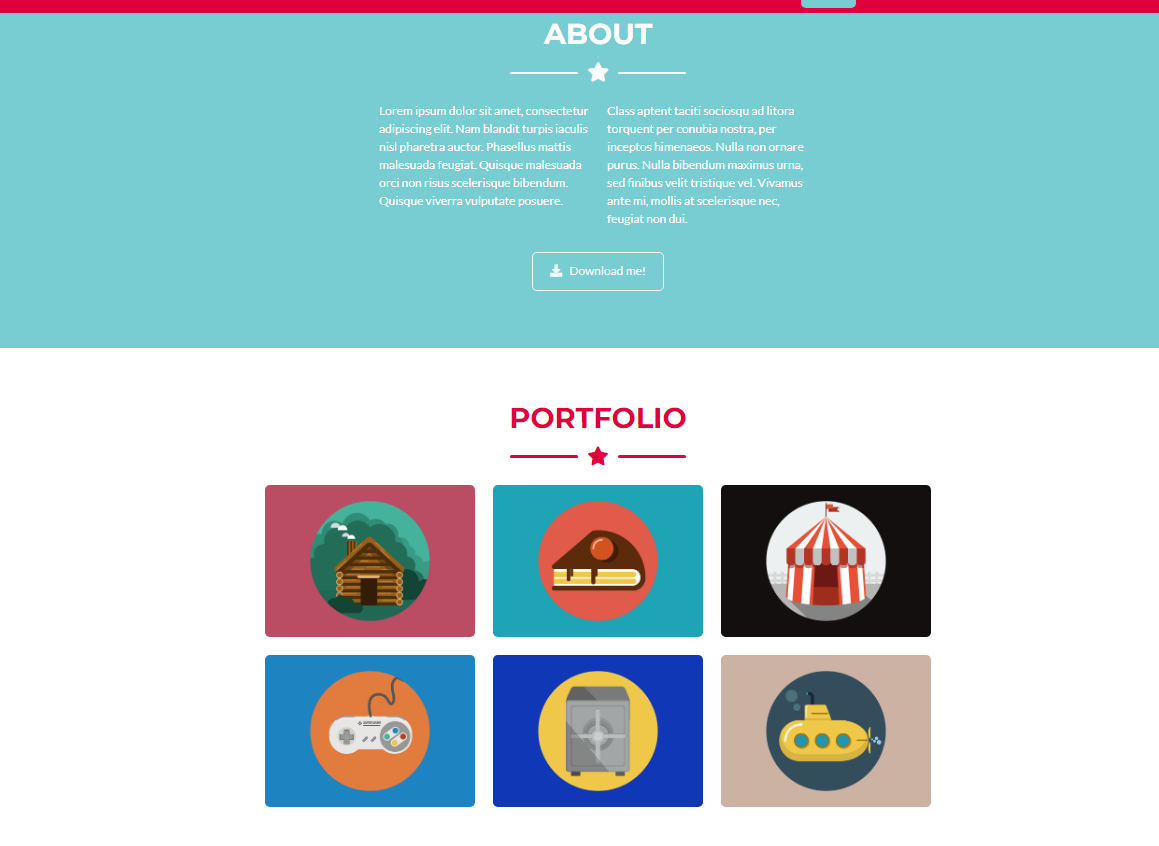 ABOUT
Lorem ipsum dolor sit amet, consectetur
adipiscing elit. Nam blandit turpis iaculis
nisl pharetra auctor. Phasellus mattis
malesuada feugiat. Quisque malesuada
orci non risus scelerisque bibendum.
Quisque viverra vulputate posuere.
Class aptent taciti sociosqu ad litora
torquent per conubia nostra, per
inceptos himenaeos. Nulla non ornare
purus. Nulla bibendum maximus urna,
sed finibus velit tristique vel. Vivamus
ante mi, mollis at scelerisque nec,
feugiat non dui.
Download me!
PORTFOLIO